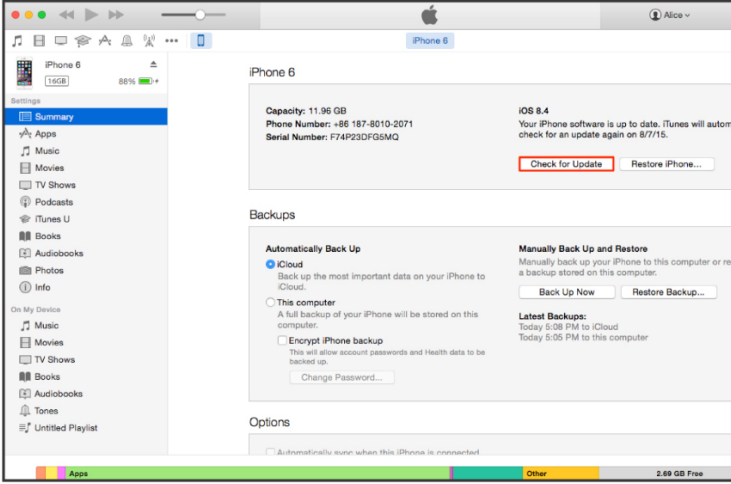 Alice
iPhone 6
iPhone 6
16GB
88%
Settings
Summary
Apps
Music
Movies
TV Shows
Podcasts
iTunes U
Books
Audiobooks
Photos
Info
On My Device
Music
Movies
TV Shows
Books
Audiobooks
Tones
Untitled Playlist
iPhone 6
Capacity: 11.96 GB
Phone Number: +86 187-8010-2071
Serial Number: F74P23DFG5MQ
iOS 8.4
Your iPhone software is up to date. iTunes will autom
check for an update again on 8/7/15.
Check for Update
Restore iPhone...
Backups
Automatically Back Up
iCloud
Back up the most important data on your iPhone to
iCloud.
This computer
A full backup of your iPhone will be stored on this
computer.
Encrypt iPhone backup
This will allow account passwords and Health data to be
backed up.
Change Password...
Manually Back Up and Restore
Manually back up your iPhone to this computer or re
a backup stored on this computer.
Back Up Now
Restore Backup...
Latest Backups:
Today 5:08 PM to iCloud
Today 5:05 PM to this computer
Options
Automatically sync when this iPhone is connected
Apps
Other
2.69 GB Free